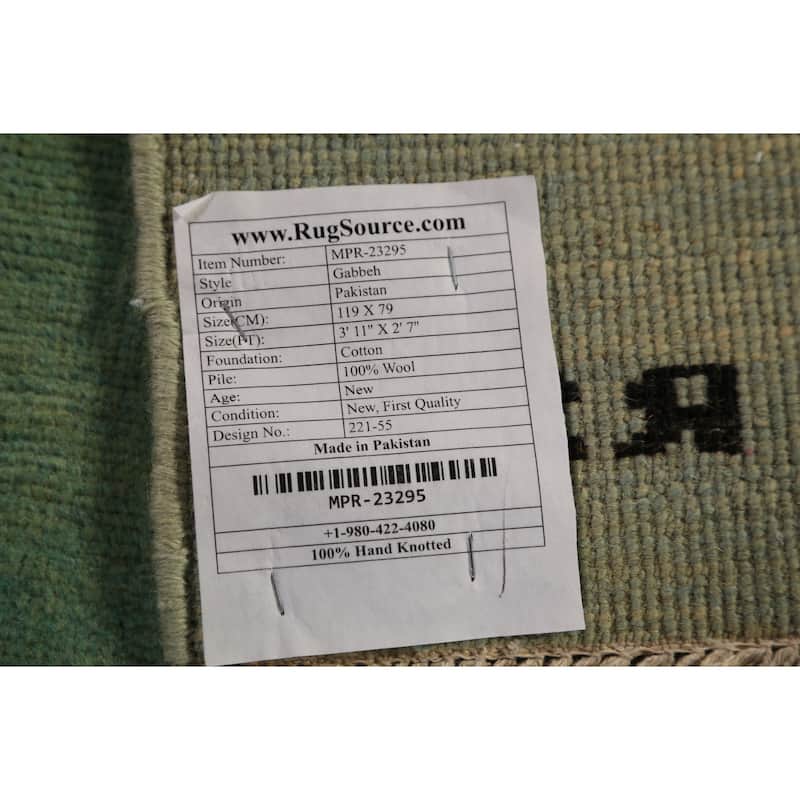 www.RugSource.com
Item Number: MPR-23295
Style Gabbeh
Origin Pakistan
Size(CM): 119 X 79
Size(FT): 3' 11" X 2' 7"
Foundation: Cotton
Pile: 100% Wool
Age: New
Condition: New, First Quality
Design No.: 221-55
Made in Pakistan
MPR-23295
+1-980-422-4080
100% Hand Knotted